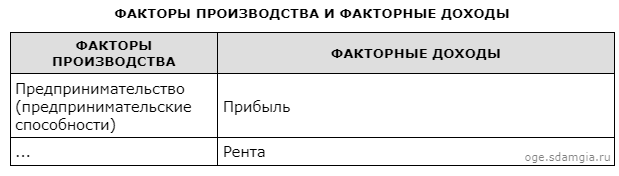 ФАКТОРЫ ПРОИЗВОДСТВА И ФАКТОРНЫЕ ДОХОДЫ
ФАКТОРЫ
ПРОИЗВОДСТВА
ФАКТОРНЫЕ ДОХОДЫ
Предпринимательство
(предпринимательские
способности)
Прибыль
...
Рента
oge.sdamgia.ru